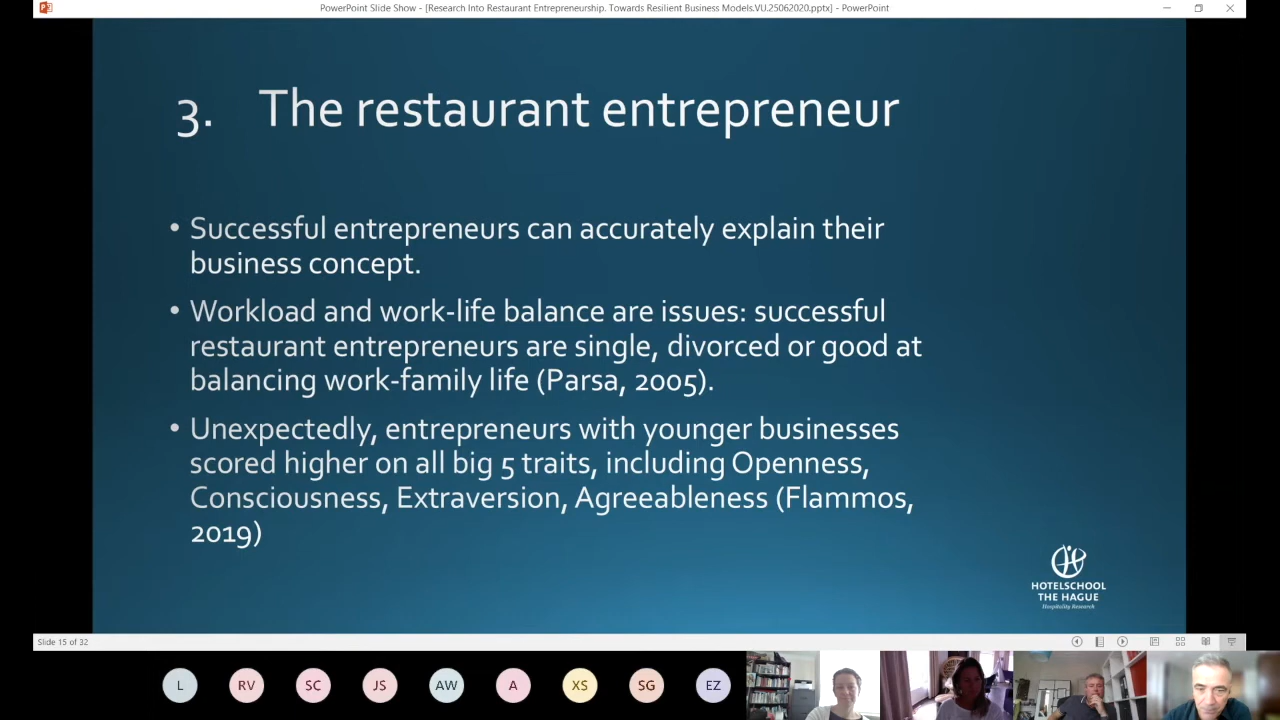 PowerPoint Slide Show - [Research Into Restaurant Entrepreneurship. Towards Resilient Business Models.VU.25062020.pptx] - PowerPoint
3. The restaurant entrepreneur
• Successful entrepreneurs can accurately explain their
business concept.
• Workload and work-life balance are issues: successful
restaurant entrepreneurs are single, divorced or good at
balancing work-family life (Parsa, 2005).
• Unexpectedly, entrepreneurs with younger businesses
scored higher on all big 5 traits, including Openness,
Consciousness, Extraversion, Agreeableness (Flammos,
2019)
HOTELSCHOOL
THE HAGUE
Hospitality Research
Slide 15 of 32
L RV SC JS AW A XS SG EZ